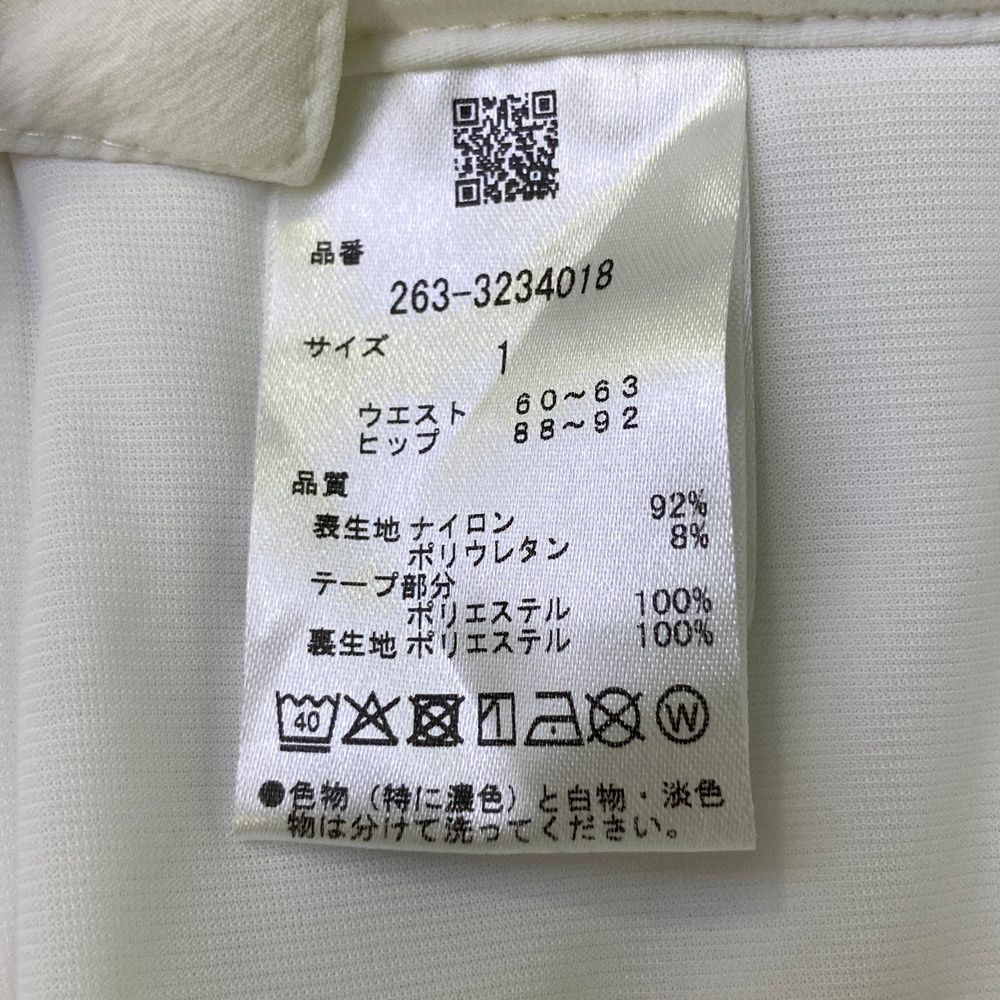 品番
263-3234018
サイズ 1
ウエスト 60～63
ヒップ 88～92
品質
表生地 ナイロン 92%
ポリウレタン 8%
テープ部分
ポリエステル 100%
裏生地 ポリエステル 100%
40 W
●色物（特に濃色）と白物・淡色
物は分けて洗ってください。